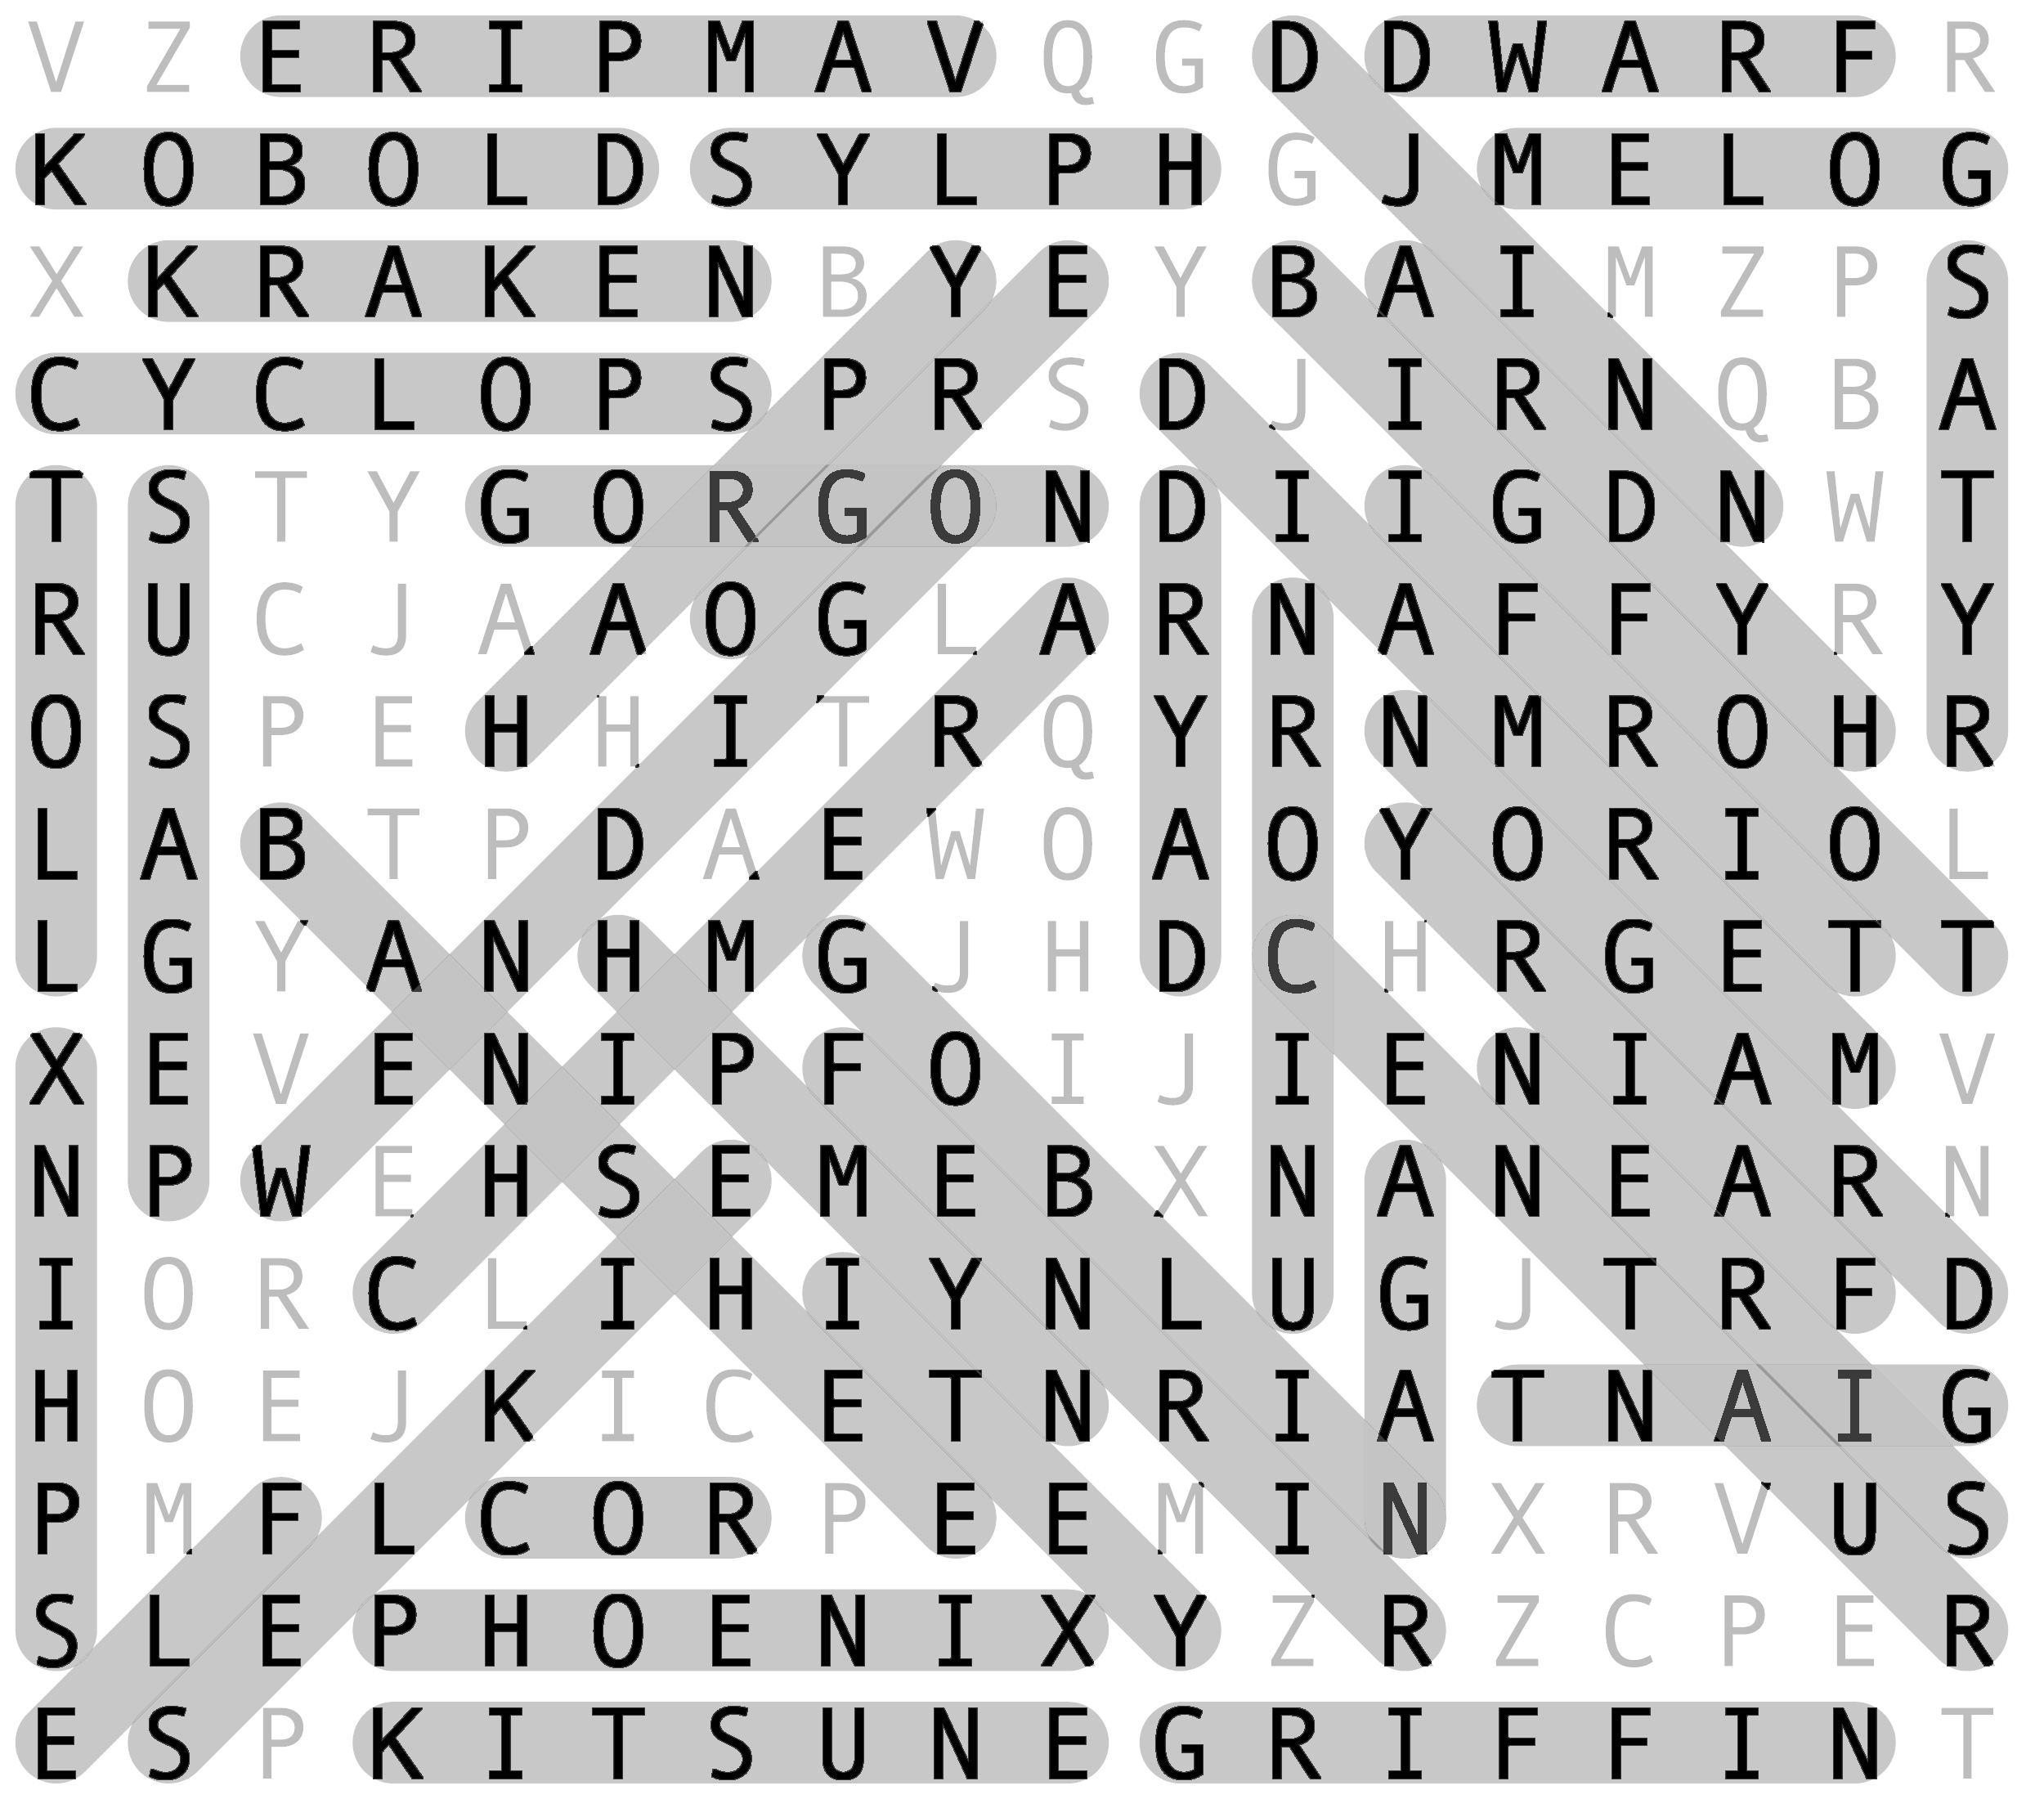 V Z E R I P M A V Q G D D W A R F R
K O B O L D S Y L P H G J M E L O G
X K R A K E N B Y E Y B A I M Z P S
C Y C L O P S P R S D J I R N Q B A
T S T Y G O R G O N D I I G D N W T
R U C J A A O G L A R N A F F Y R Y
O S P E H H I T R Q Y R N M R O H R
L A B T P D A E W O A O Y O R I O L
L G Y A N H M G J H D C H R G E T T
X E V E N I P F O I J I E N I A M V
N P W E H S E M E B X N A N E A R N
I O R C L I H I Y N L U G J T R F D
H O E J K I C E T N R I A T N A I G
P M F L C O R P E E M I N X R V U S
S L E P H O E N I X Y Z R Z C P E R
E S P K I T S U N E G R I F F I N T